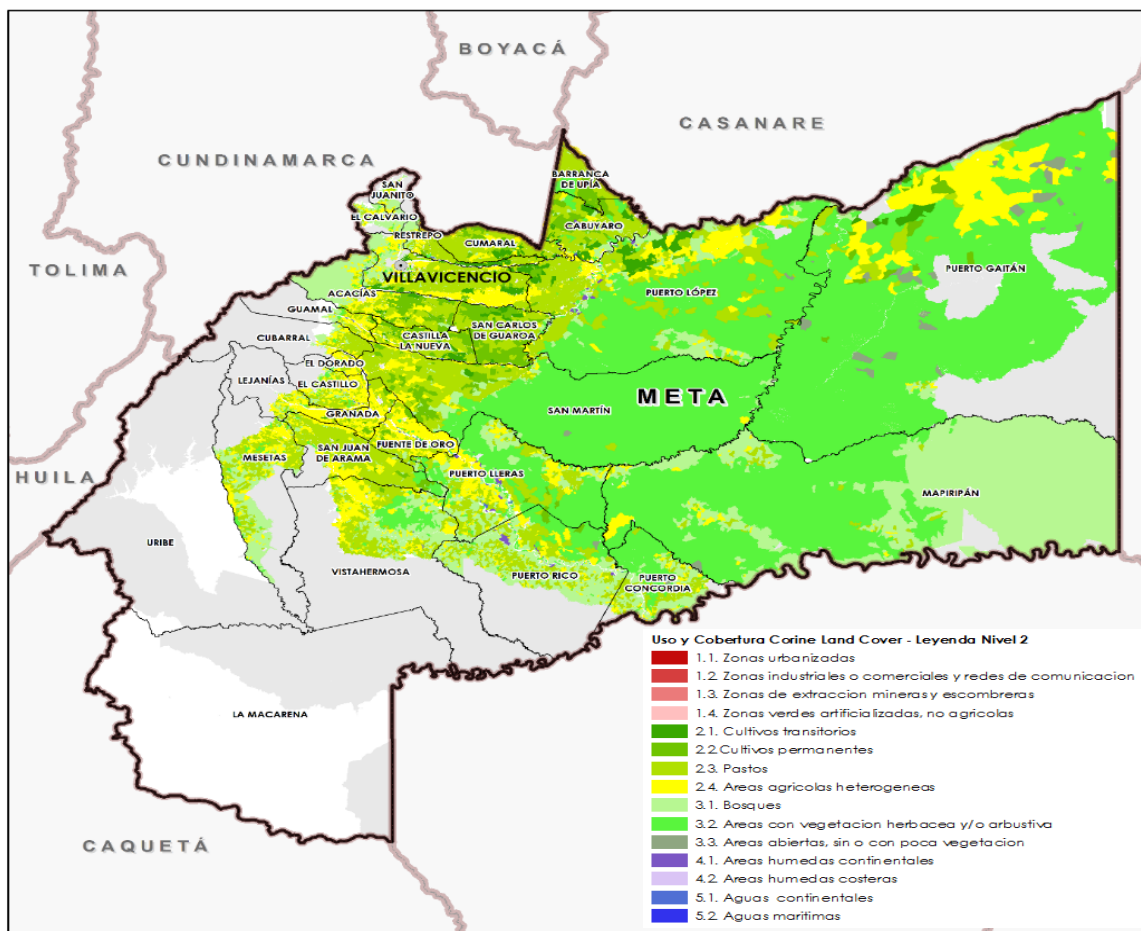 BOYACÁ
CASANARE
CUNDINAMARCA
SAN
JUANITO
BARRANCA
DE UPÍA
EL CALVARIO
CABUYARO
RESTREPO
CUMARAL
TOLIMA
VILLAVICENCIO
PUERTO GAITÁN
ACACÍAS
PUERTO LÓPEZ
GUAMAL
SAN CARLOS
DE GUAROA
CUBARRAL
CASTILLA
LA NUEVA
EL DORADO
LEJANÍAS
EL CASTILLO
META
SAN MARTÍN
GRANADA
FUENTE DE ORO
SAN JUAN
DE ARAMA
MESETAS
HUILA
PUERTO LLERAS
MAPIRIPÁN
URIBE
VISTAHERMOSA
PUERTO RICO
PUERTO
CONCORDIA
LA MACARENA
CAQUETÁ
Uso y Cobertura Corine Land Cover - Leyenda Nivel 2
1.1. Zonas urbanizadas
1.2. Zonas industriales o comerciales y redes de comunicacion
1.3. Zonas de extraccion mineras y escombreras
1.4. Zonas verdes artificializadas, no agricolas
2.1. Cultivos transitorios
2.2.Cultivos permanentes
2.3. Pastos
2.4. Areas agricolas heterogeneas
3.1. Bosques
3.2. Areas con vegetacion herbacea y/o arbustiva
3.3. Areas abiertas, sin o con poca vegetacion
4.1. Areas humedas continentales
4.2. Areas humedas costeras
5.1. Aguas continentales
5.2. Aguas maritimas